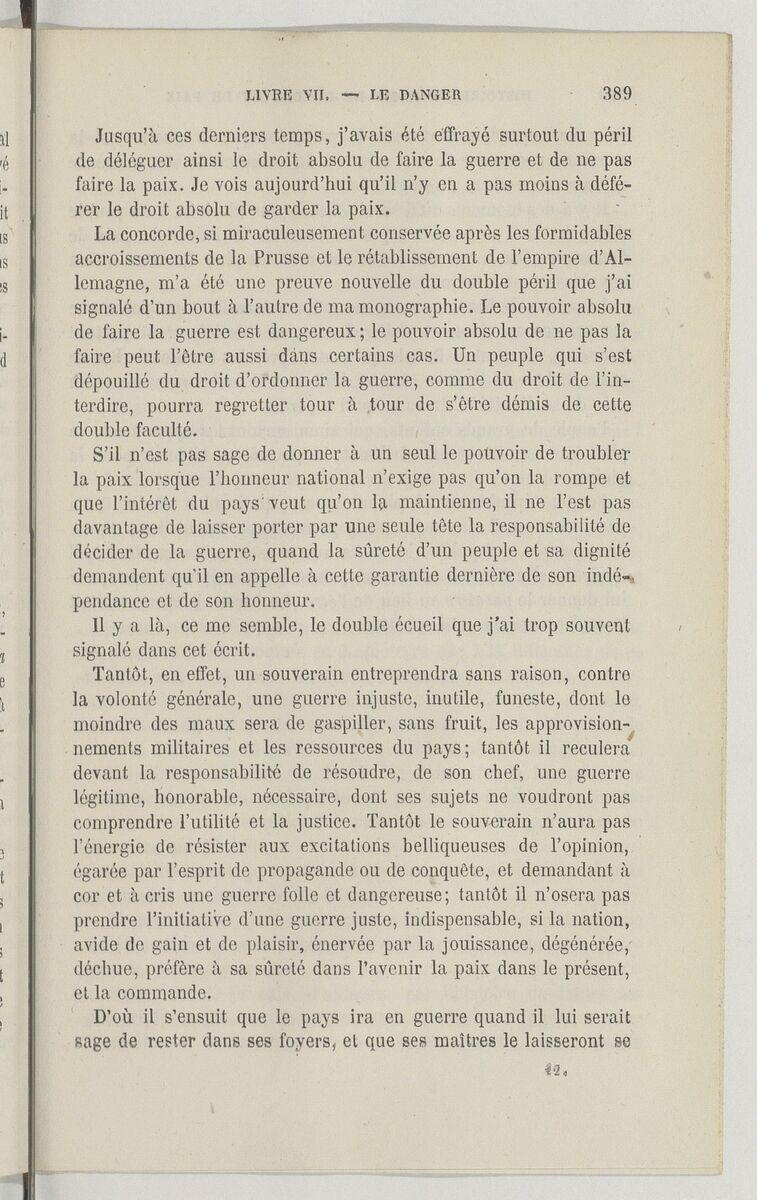 LIVRE VII. — LE DANGER 389
Jusqu'à ces derniers temps, j'avais été effrayé surtout du péril
de déléguer ainsi le droit absolu de faire la guerre et de ne pas
faire la paix. Je vois aujourd'hui qu'il n'y en a pas moins à défé-
rer le droit absolu de garder la paix.
La concorde, si miraculeusement conservée après les formidables
accroissements de la Prusse et le rétablissement de l'empire d'Al-
lemagne, m'a été une preuve nouvelle du double péril que j'ai
signalé d'un bout à l'autre de ma monographie. Le pouvoir absolu
de faire la guerre est dangereux; le pouvoir absolu de ne pas la
faire peut l'être aussi dans certains cas. Un peuple qui s'est
dépouillé du droit d'ordonner la guerre, comme du droit de l'in-
terdire, pourra regretter tour à tour de s'être démis de cette
double faculté.
S'il n'est pas sage de donner à un seul le pouvoir de troubler
la paix lorsque l'honneur national n'exige pas qu'on la rompe et
que l'intérêt du pays veut qu'on la maintienne, il ne l'est pas
davantage de laisser porter par une seule tête la responsabilité de
décider de la guerre, quand la sûreté d'un peuple et sa dignité
demandent qu'il en appelle à cette garantie dernière de son indé-
pendance et de son honneur.
Il y a là, ce me semble, le double écueil que j'ai trop souvent
signalé dans cet écrit.
Tantôt, en effet, un souverain entreprendra sans raison, contre
la volonté générale, une guerre injuste, inutile, funeste, dont le
moindre des maux sera de gaspiller, sans fruit, les approvision-
nements militaires et les ressources du pays; tantôt il reculera
devant la responsabilité de résoudre, de son chef, une guerre
légitime, honorable, nécessaire, dont ses sujets ne voudront pas
comprendre l'utilité et la justice. Tantôt le souverain n'aura pas
l'énergie de résister aux excitations belliqueuses de l'opinion,
égarée par l'esprit de propagande ou de conquête, et demandant à
cor et à cris une guerre folle et dangereuse; tantôt il n'osera pas
prendre l'initiative d'une guerre juste, indispensable, si la nation,
avide de gain et de plaisir, énervée par la jouissance, dégénérée,
déchue, préfère à sa sûreté dans l'avenir la paix dans le présent,
et la commande.
D'où il s'ensuit que le pays ira en guerre quand il lui serait
sage de rester dans ses foyers, et que ses maîtres le laisseront se